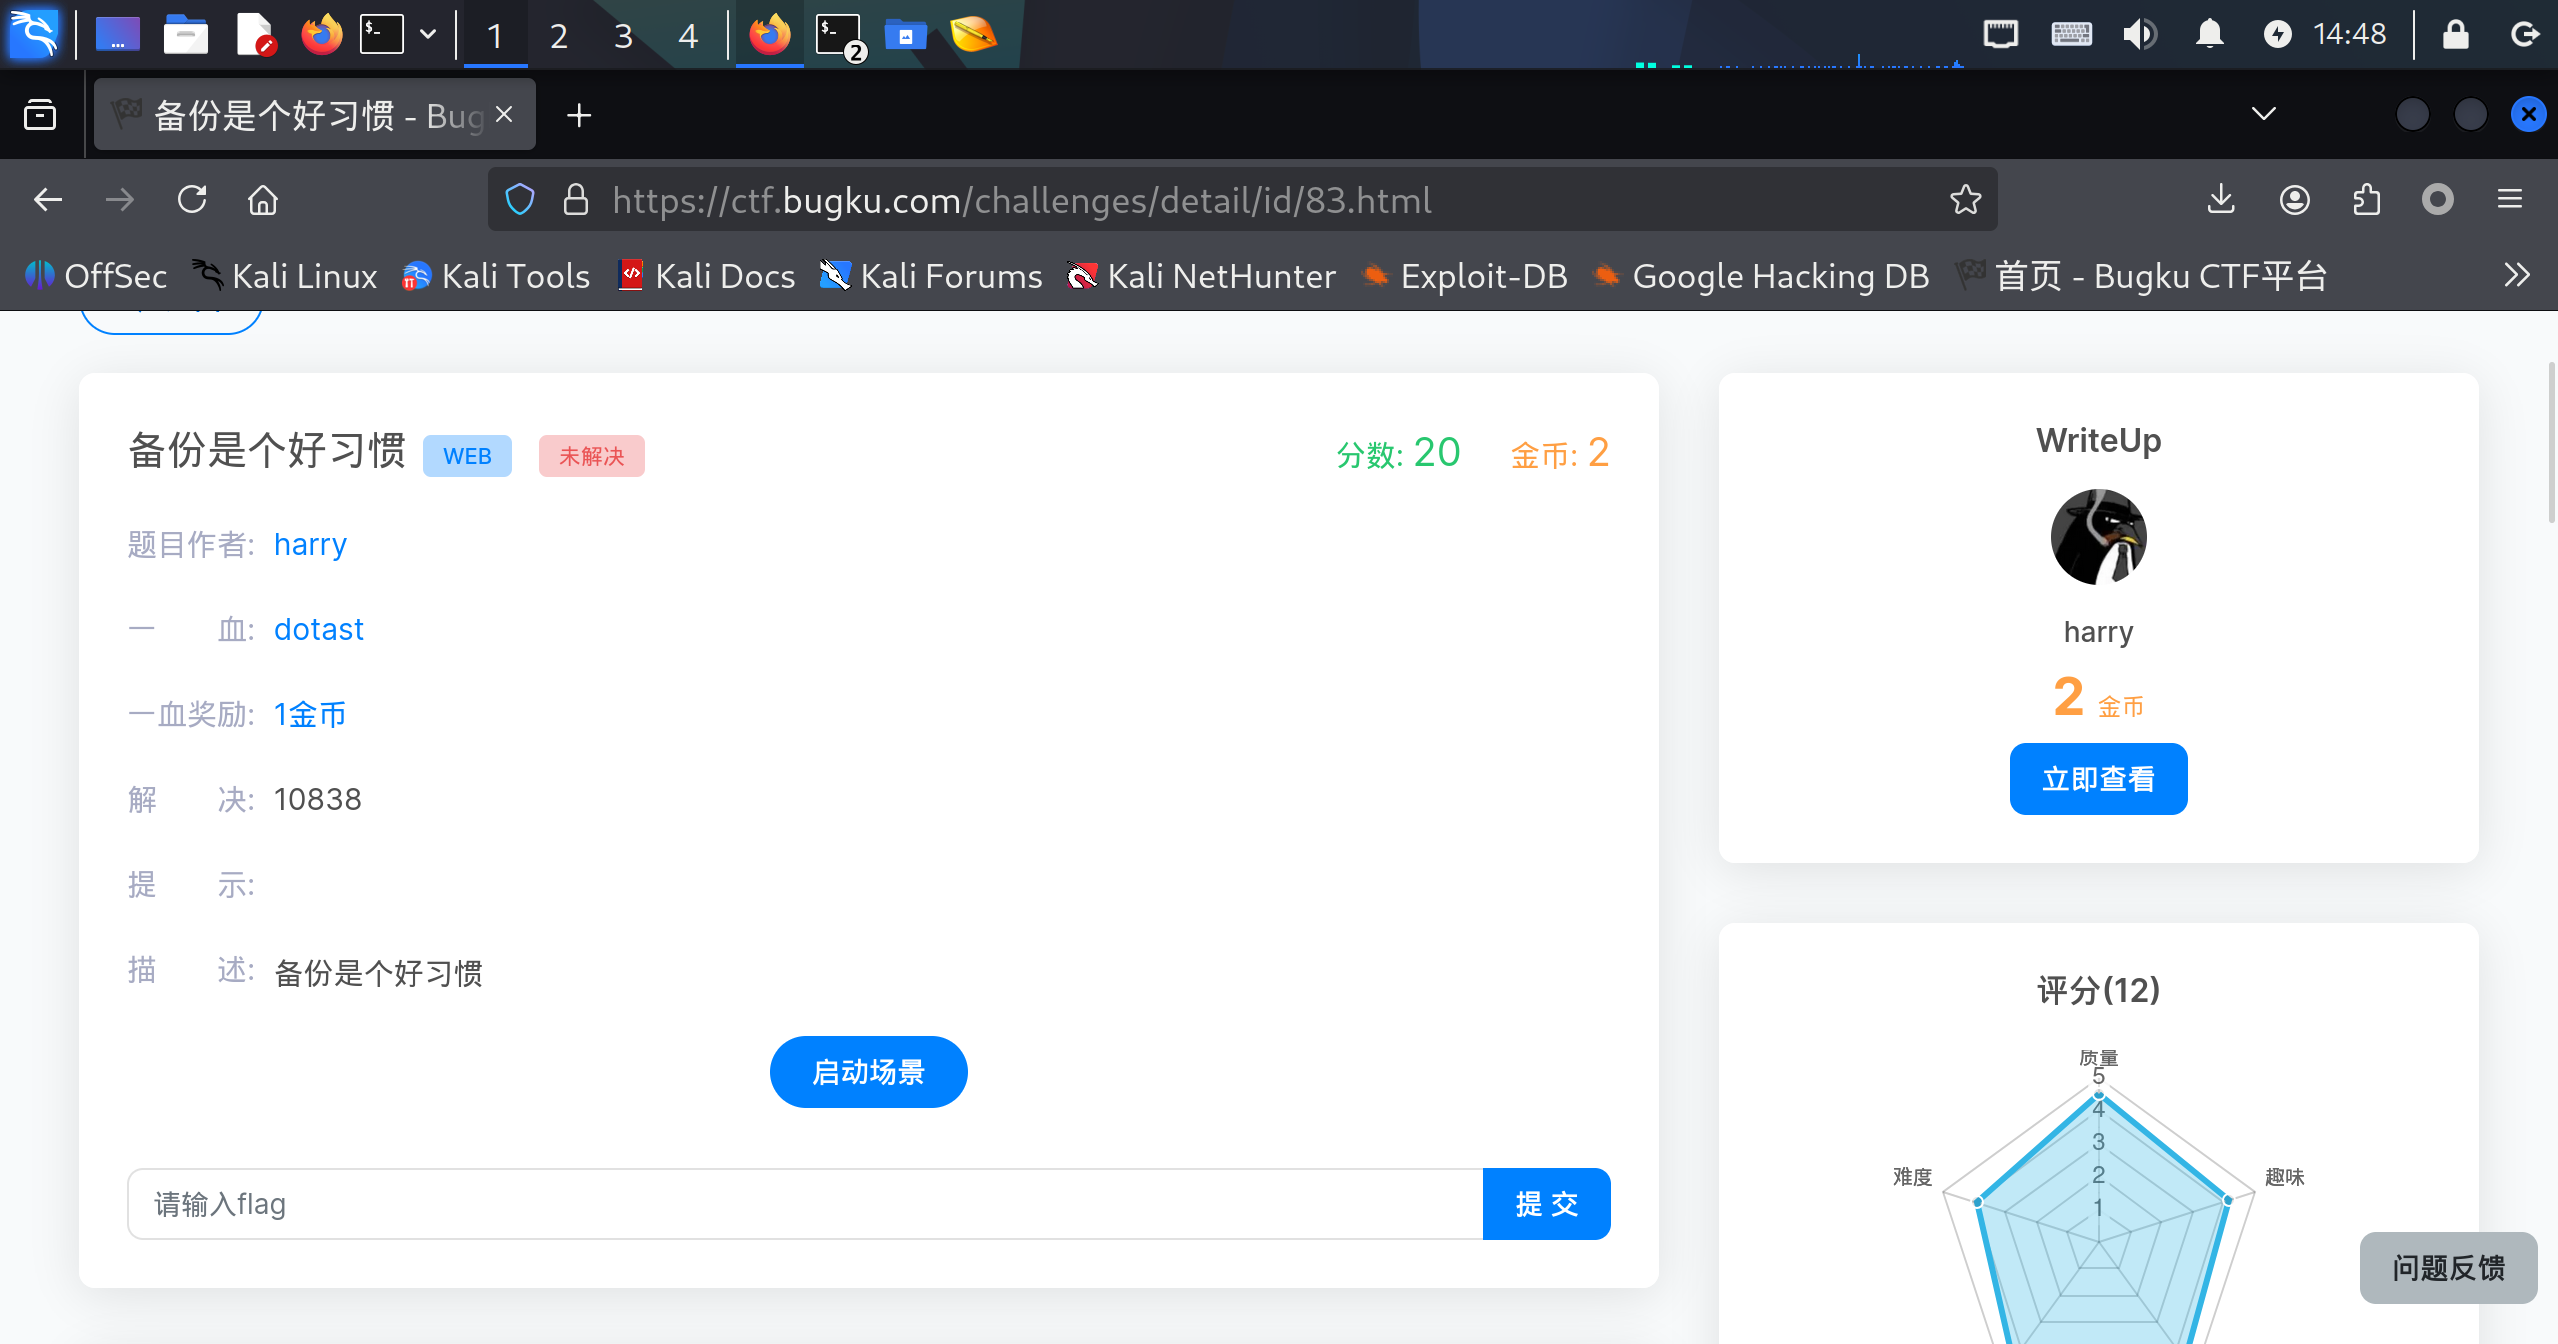 1 2 3 4 2 14:48
备份是个好习惯 - Bug
https://ctf.bugku.com/challenges/detail/id/83.html
OffSec Kali Linux Kali Tools Kali Docs Kali Forums Kali NetHunter Exploit-DB Google Hacking DB 首页 - Bugku CTF平台
备份是个好习惯 WEB 未解决 分数: 20 金币: 2
题目作者: harry
一 血: dotast
一血奖励: 1金币
解 决: 10838
提 示:
描 述: 备份是个好习惯
启动场景
请输入flag 提 交
WriteUp
harry
2 金币
立即查看
评分(12)
质量
5
4
3
2
1
难度
趣味
问题反馈